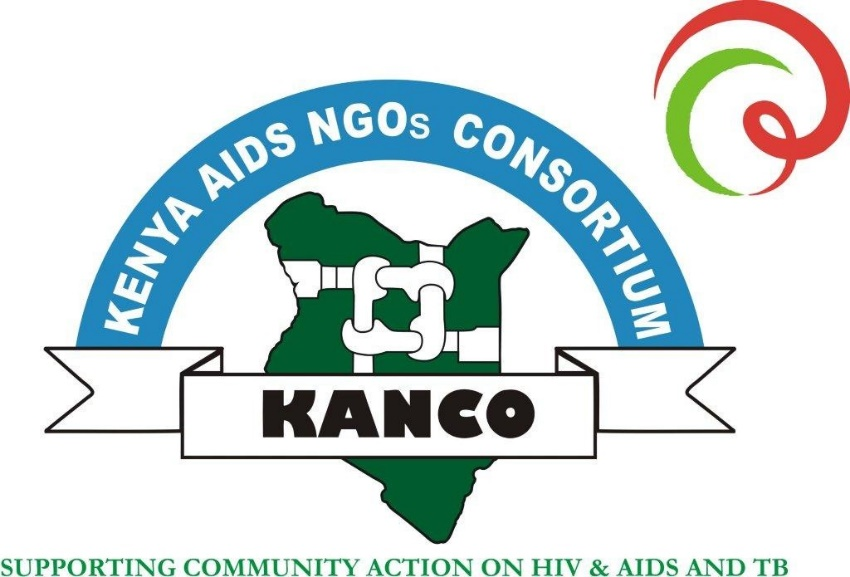 KENYA AIDS NGOs CONSORTIUM
KANCO
SUPPORTING COMMUNITY ACTION ON HIV & AIDS AND TB